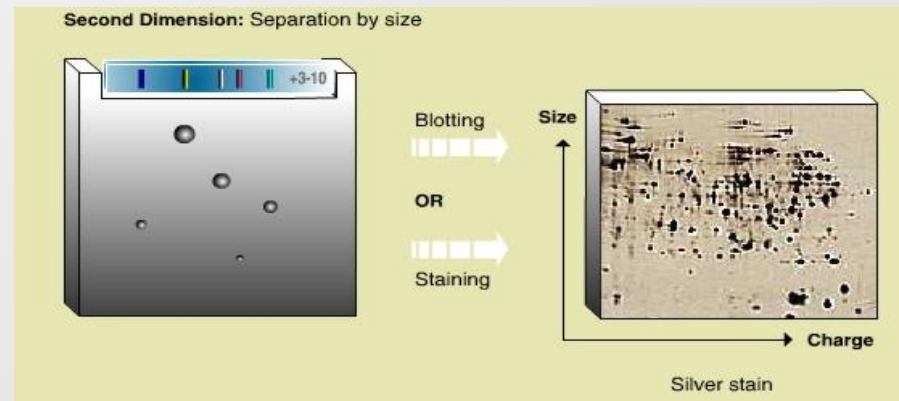 Second Dimension: Separation by size
+3-10
Blotting
OR
Staining
Size
Charge
Silver stain